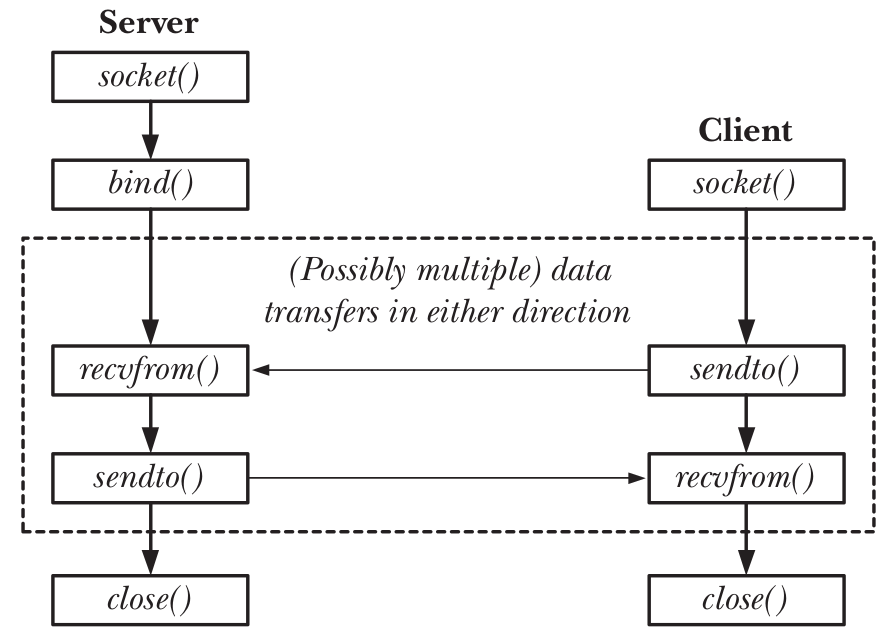 Server
socket()
Client
bind()
socket()
(Possibly multiple) data
transfers in either direction
recvfrom()
sendto()
sendto()
recvfrom()
close()
close()